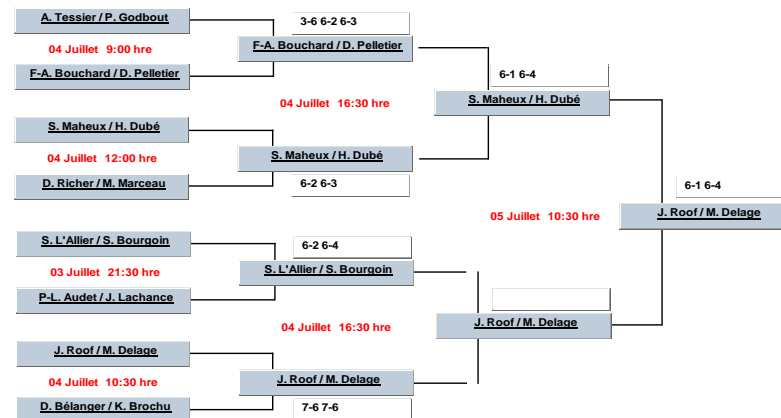 A. Tessier / P. Godbout
3-6 6-2 6-3
04 Juillet 9:00 hre
F-A. Bouchard / D. Pelletier
F-A. Bouchard / D. Pelletier
6-1 6-4
04 Juillet 16:30 hre
S. Maheux / H. Dubé
S. Maheux / H. Dubé
04 Juillet 12:00 hre
S. Maheux / H. Dubé
D. Richer / M. Marceau
6-2 6-3
6-1 6-4
05 Juillet 10:30 hre
J. Roof / M. Delage
S. L'Allier / S. Bourgoin
6-2 6-4
03 Juillet 21:30 hre
S. L'Allier / S. Bourgoin
P-L. Audet / J. Lachance
04 Juillet 16:30 hre
J. Roof / M. Delage
J. Roof / M. Delage
04 Juillet 10:30 hre
J. Roof / M. Delage
D. Bélanger / K. Brochu
7-6 7-6